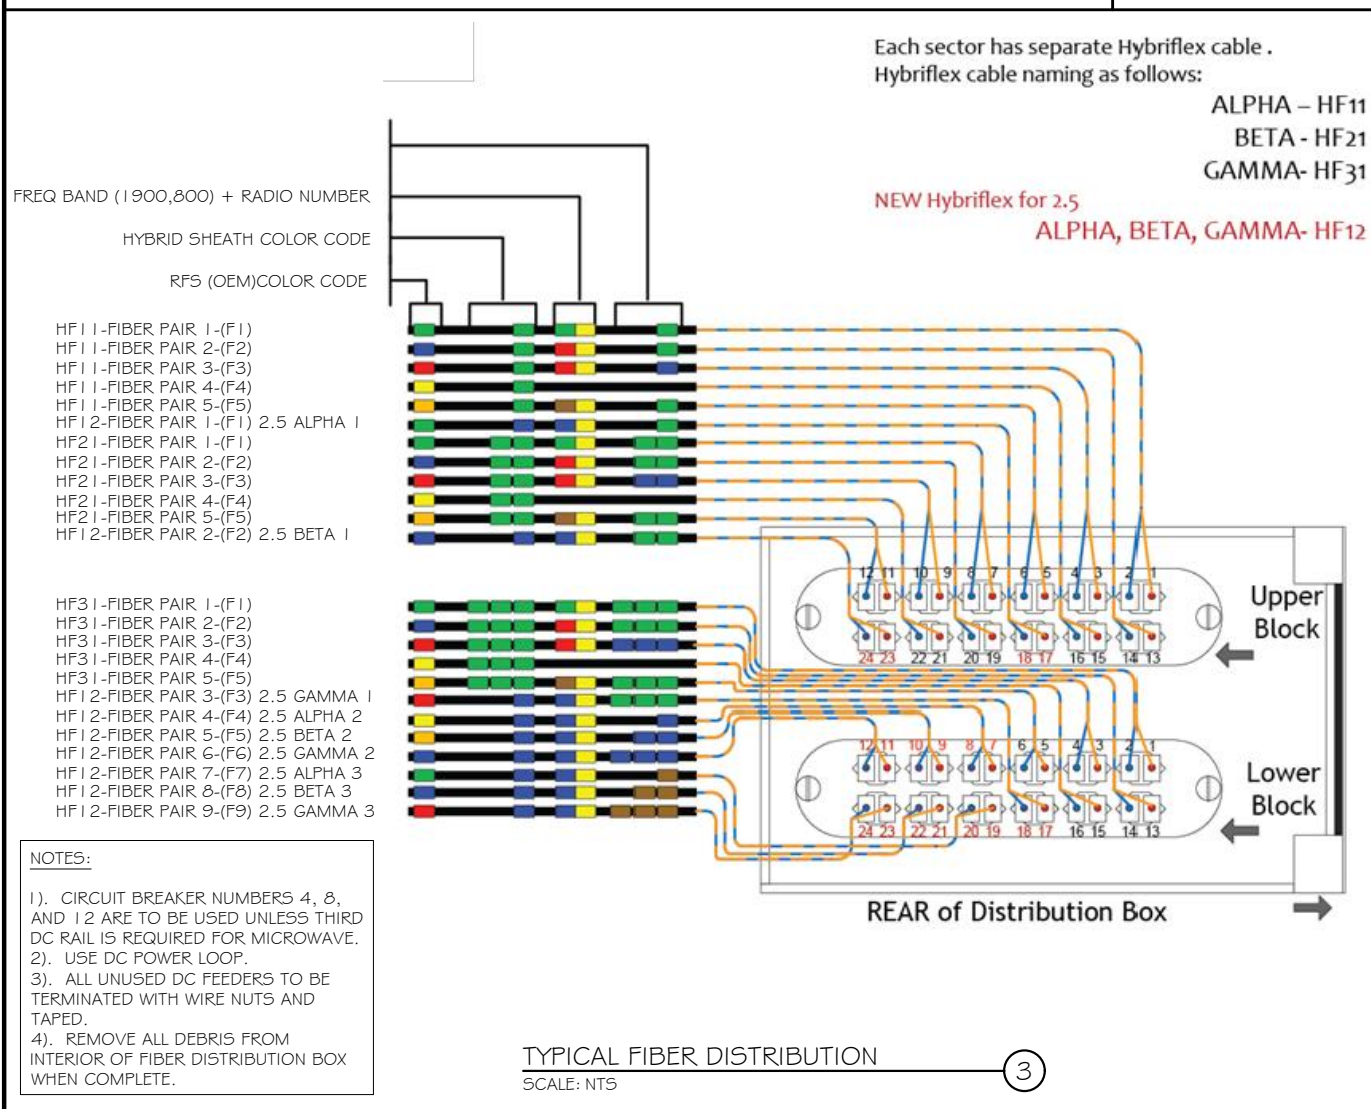 Each sector has separate Hybriflex cable .
Hybriflex cable naming as follows:
ALPHA – HF11
BETA - HF21
GAMMA- HF31
NEW Hybriflex for 2.5
ALPHA, BETA, GAMMA- HF12
FREQ BAND (1900,800) + RADIO NUMBER
HYBRID SHEATH COLOR CODE
RFS (OEM)COLOR CODE
HF11-FIBER PAIR 1-(F1)
HF11-FIBER PAIR 2-(F2)
HF11-FIBER PAIR 3-(F3)
HF11-FIBER PAIR 4-(F4)
HF11-FIBER PAIR 5-(F5)
HF12-FIBER PAIR 1-(F1) 2.5 ALPHA 1
HF21-FIBER PAIR 1-(F1)
HF21-FIBER PAIR 2-(F2)
HF21-FIBER PAIR 3-(F3)
HF21-FIBER PAIR 4-(F4)
HF21-FIBER PAIR 5-(F5)
HF12-FIBER PAIR 2-(F2) 2.5 BETA 1
HF31-FIBER PAIR 1-(F1)
HF31-FIBER PAIR 2-(F2)
HF31-FIBER PAIR 3-(F3)
HF31-FIBER PAIR 4-(F4)
HF31-FIBER PAIR 5-(F5)
HF12-FIBER PAIR 3-(F3) 2.5 GAMMA 1
HF12-FIBER PAIR 4-(F4) 2.5 ALPHA 2
HF12-FIBER PAIR 5-(F5) 2.5 BETA 2
HF12-FIBER PAIR 6-(F6) 2.5 GAMMA 2
HF12-FIBER PAIR 7-(F7) 2.5 ALPHA 3
HF12-FIBER PAIR 8-(F8) 2.5 BETA 3
HF12-FIBER PAIR 9-(F9) 2.5 GAMMA 3
12 11 10 9 8 7 6 5 4 3 2 1
24 23 22 21 20 19 18 17 16 15 14 13
Upper
Block
12 11 10 9 8 7 6 5 4 3 2 1
24 23 22 21 20 19 18 17 16 15 14 13
Lower
Block
REAR of Distribution Box
NOTES:
1). CIRCUIT BREAKER NUMBERS 4, 8,
AND 12 ARE TO BE USED UNLESS THIRD
DC RAIL IS REQUIRED FOR MICROWAVE.
2). USE DC POWER LOOP.
3). ALL UNUSED DC FEEDERS TO BE
TERMINATED WITH WIRE NUTS AND
TAPED.
4). REMOVE ALL DEBRIS FROM
INTERIOR OF FIBER DISTRIBUTION BOX
WHEN COMPLETE.
TYPICAL FIBER DISTRIBUTION
SCALE: NTS
3